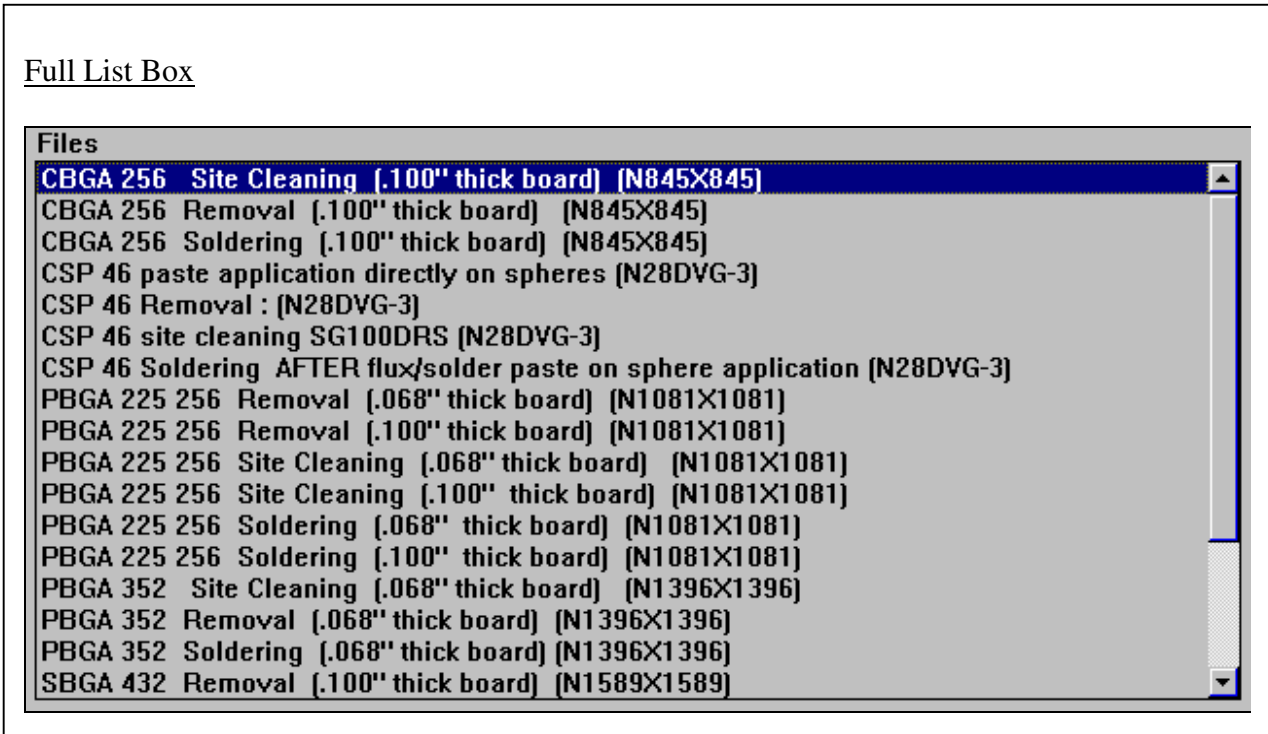 Full List Box
Files
CBGA 256   Site Cleaning  (.100" thick board)  (N845X845)
CBGA 256  Removal  (.100" thick board)   (N845X845)
CBGA 256  Soldering  (.100" thick board)  (N845X845)
CSP 46 paste application directly on spheres (N28DVG-3)
CSP 46 Removal : (N28DVG-3)
CSP 46 site cleaning SG100DRS (N28DVG-3)
CSP 46 Soldering  AFTER flux/solder paste on sphere application (N28DVG-3)
PBGA 225 256  Removal  (.068" thick board)  (N1081X1081)
PBGA 225 256  Removal  (.100" thick board)  (N1081X1081)
PBGA 225 256  Site Cleaning  (.068" thick board)   (N1081X1081)
PBGA 225 256  Site Cleaning  (.100"  thick board)  (N1081X1081)
PBGA 225 256  Soldering  (.068"  thick board)  (N1081X1081)
PBGA 225 256  Soldering  (.100"  thick board)  (N1081X1081)
PBGA 352   Site Cleaning  (.068" thick board)  (N1396X1396)
PBGA 352  Removal  (.068" thick board)  (N1396X1396)
PBGA 352  Soldering  (.068" thick board) (N1396X1396)
SBGA 432  Removal  (.100" thick board)  (N1589X1589)